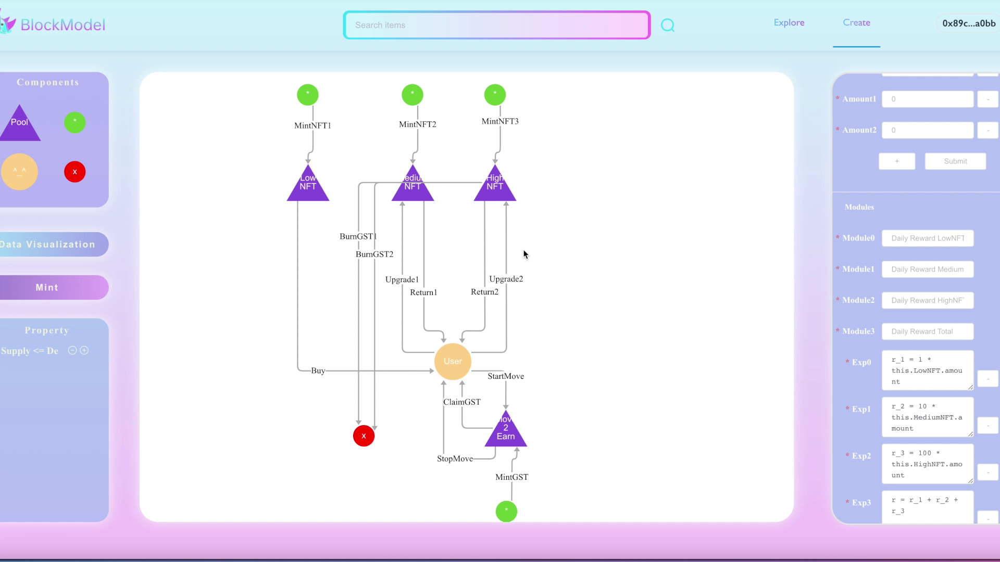 BlockModel
Search items
Explore
Create
0x89c...a0bb
Components
Pool
*
^_^
x
Data Visualization
Mint
Property
Supply <= De
*
*
*
MintNFT1
MintNFT2
MintNFT3
Low
NFT
ediu
NFT
High
NFT
BurnGST1
BurnGST2
Upgrade1
Return1
Return2
Upgrade2
User
Buy
StartMove
ClaimGST
x
ov
2
Earn
StopMove
MintGST
*
* Amount1
0
-
* Amount2
0
-
+
Submit
Modules
* Module0
Daily Reward LowNFT
* Module1
Daily Reward Medium
* Module2
Daily Reward HighNF
* Module3
Daily Reward Total
* Exp0
r_1 = 1 *
this.LowNFT.amou
nt
-
* Exp1
r_2 = 10 *
this.MediumNFT.a
mount
-
* Exp2
r_3 = 100 *
this.HighNFT.amo
unt
-
* Exp3
r = r_1 + r_2 +
r_3
-